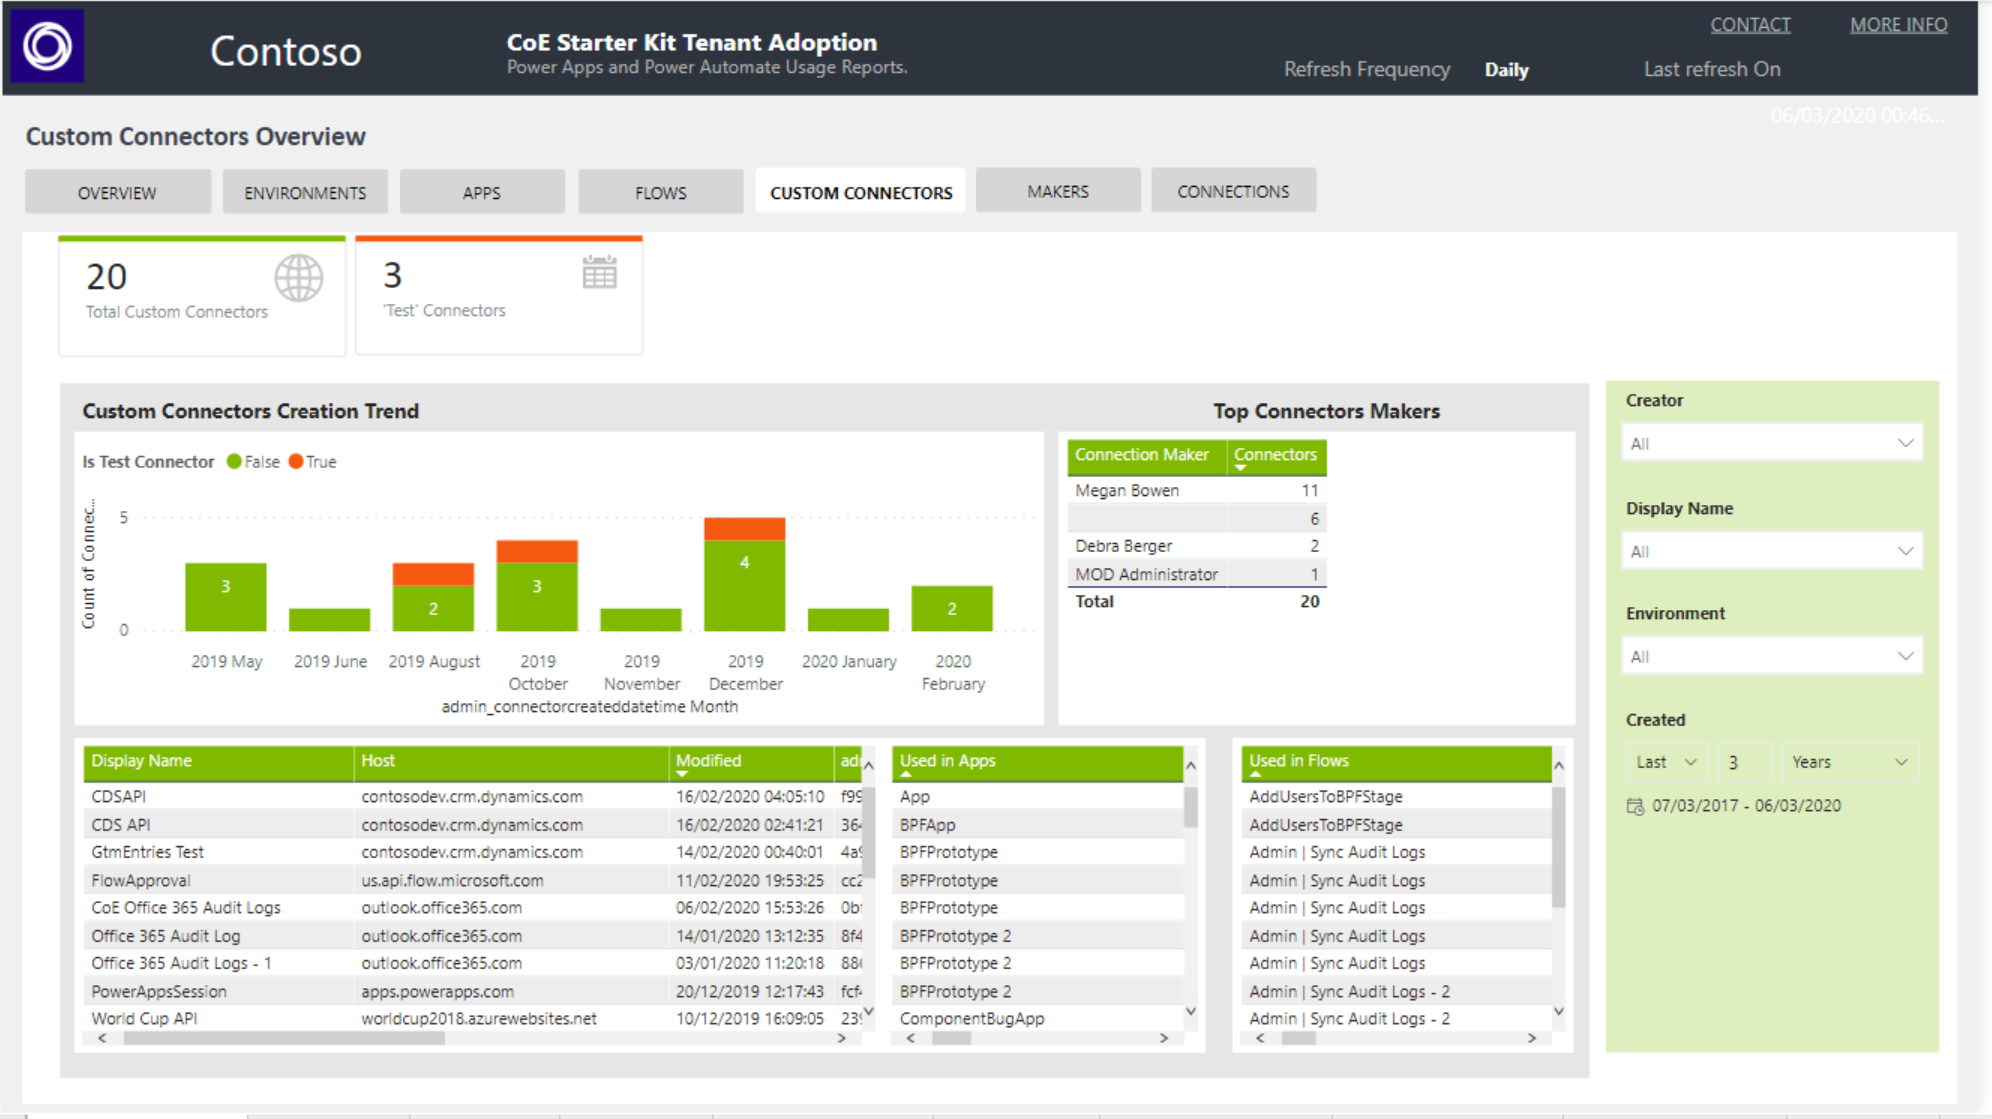 Contoso
CoE Starter Kit Tenant Adoption
Power Apps and Power Automate Usage Reports.
CONTACT
MORE INFO
Refresh Frequency
Daily
Last refresh On
06/03/2020 00:46...
Custom Connectors Overview
OVERVIEW
ENVIRONMENTS
APPS
FLOWS
CUSTOM CONNECTORS
MAKERS
CONNECTIONS
20
Total Custom Connectors
3
'Test' Connectors
Custom Connectors Creation Trend
Is Test Connector False True
Count of Connec...
5
0
3
2
3
4
2
2019 May
2019 June
2019 August
2019 October
2019 November
2019 December
2020 January
2020 February
admin_connectorcreateddatetime Month
Top Connectors Makers
Connection Maker Connectors
Megan Bowen 11
6
Debra Berger 2
MOD Administrator 1
Total 20
Display Name Host Modified
CDSAPI contosodev.crm.dynamics.com 16/02/2020 04:05:10 f99
CDS API contosodev.crm.dynamics.com 16/02/2020 02:41:21
GtmEntries Test contosodev.crm.dynamics.com 14/02/2020 00:40:01
FlowApproval us.api.flow.microsoft.com 11/02/2020 19:53:25
CoE Office 365 Audit Logs outlook.office365.com 06/02/2020 15:53:26
Office 365 Audit Log outlook.office365.com 14/01/2020 13:12:35 8f4
Office 365 Audit Logs - 1 outlook.office365.com 03/01/2020 11:20:18
PowerAppsSession apps.powerapps.com 20/12/2019 12:17:43
World Cup API worldcup2018.azurewebsites.net 10/12/2019 16:09:05
Used in Apps
App
BPFApp
BPFPrototype
BPFPrototype
BPFPrototype
BPFPrototype 2
BPFPrototype 2
BPFPrototype 2
ComponentBugApp
Used in Flows
AddUsersToBPFStage
AddUsersToBPFStage
Admin | Sync Audit Logs
Admin | Sync Audit Logs
Admin | Sync Audit Logs
Admin | Sync Audit Logs
Admin | Sync Audit Logs
Admin | Sync Audit Logs - 2
Admin | Sync Audit Logs - 2
Creator
All
Display Name
All
Environment
All
Created
Last 3 Years
07/03/2017 - 06/03/2020